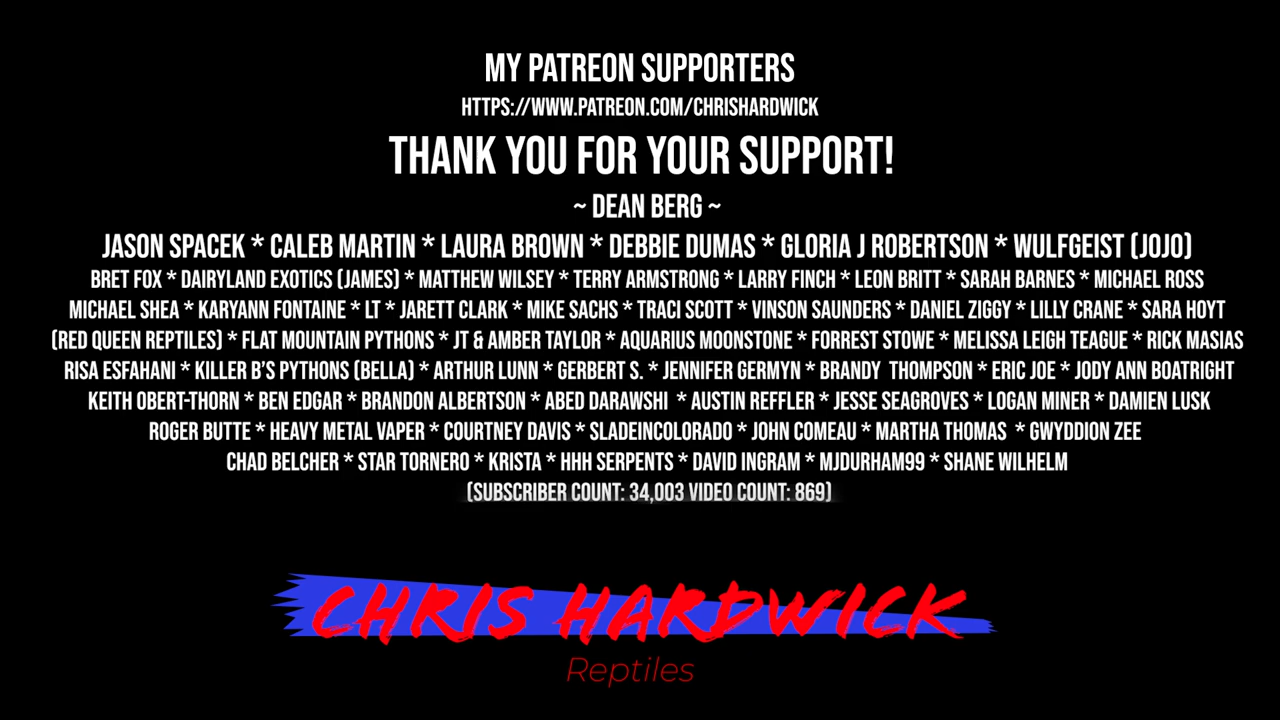 MY PATREON SUPPORTERS
HTTPS://WWW.PATREON.COM/CHRISHARDWICK
THANK YOU FOR YOUR SUPPORT!
~ DEAN BERG ~
JASON SPACEK * CALEB MARTIN * LAURA BROWN * DEBBIE DUMAS * GLORIA J ROBERTSON * WULFGEIST (JOJO)
BRET FOX * DAIRYLAND EXOTICS (JAMES) * MATTHEW WILSEY * TERRY ARMSTRONG * LARRY FINCH * LEON BRITT * SARAH BARNES * MICHAEL ROSS
MICHAEL SHEA * KARYANN FONTAINE * LT * JARETT CLARK * MIKE SACHS * TRACI SCOTT * VINSON SAUNDERS * DANIEL ZIGGY * LILLY CRANE * SARA HOYT
(RED QUEEN REPTILES) * FLAT MOUNTAIN PYTHONS * JT & AMBER TAYLOR * AQUARIUS MOONSTONE * FORREST STOWE * MELISSA LEIGH TEAGUE * RICK MASIAS
RISA ESFAHANI * KILLER B'S PYTHONS (BELLA) * ARTHUR LUNN * GERBERT S. * JENNIFER GERMYN * BRANDY THOMPSON * ERIC JOE * JODY ANN BOATRIGHT
KEITH OBERT-THORN * BEN EDGAR * BRANDON ALBERTSON * ABED DARAWSHI * AUSTIN REFFLER * JESSE SEAGROVES * LOGAN MINER * DAMIEN LUSK
ROGER BUTTE * HEAVY METAL VAPER * COURTNEY DAVIS * SLADEINCOLORADO * JOHN COMEAU * MARTHA THOMAS * GWYDDION ZEE
CHAD BELCHER * STAR TORNERO * KRISTA * HHH SERPENTS * DAVID INGRAM * MJDURHAM99 * SHANE WILHELM
(SUBSCRIBER COUNT: 34,003 VIDEO COUNT: 869)
CHRIS HARDWICK
Reptiles